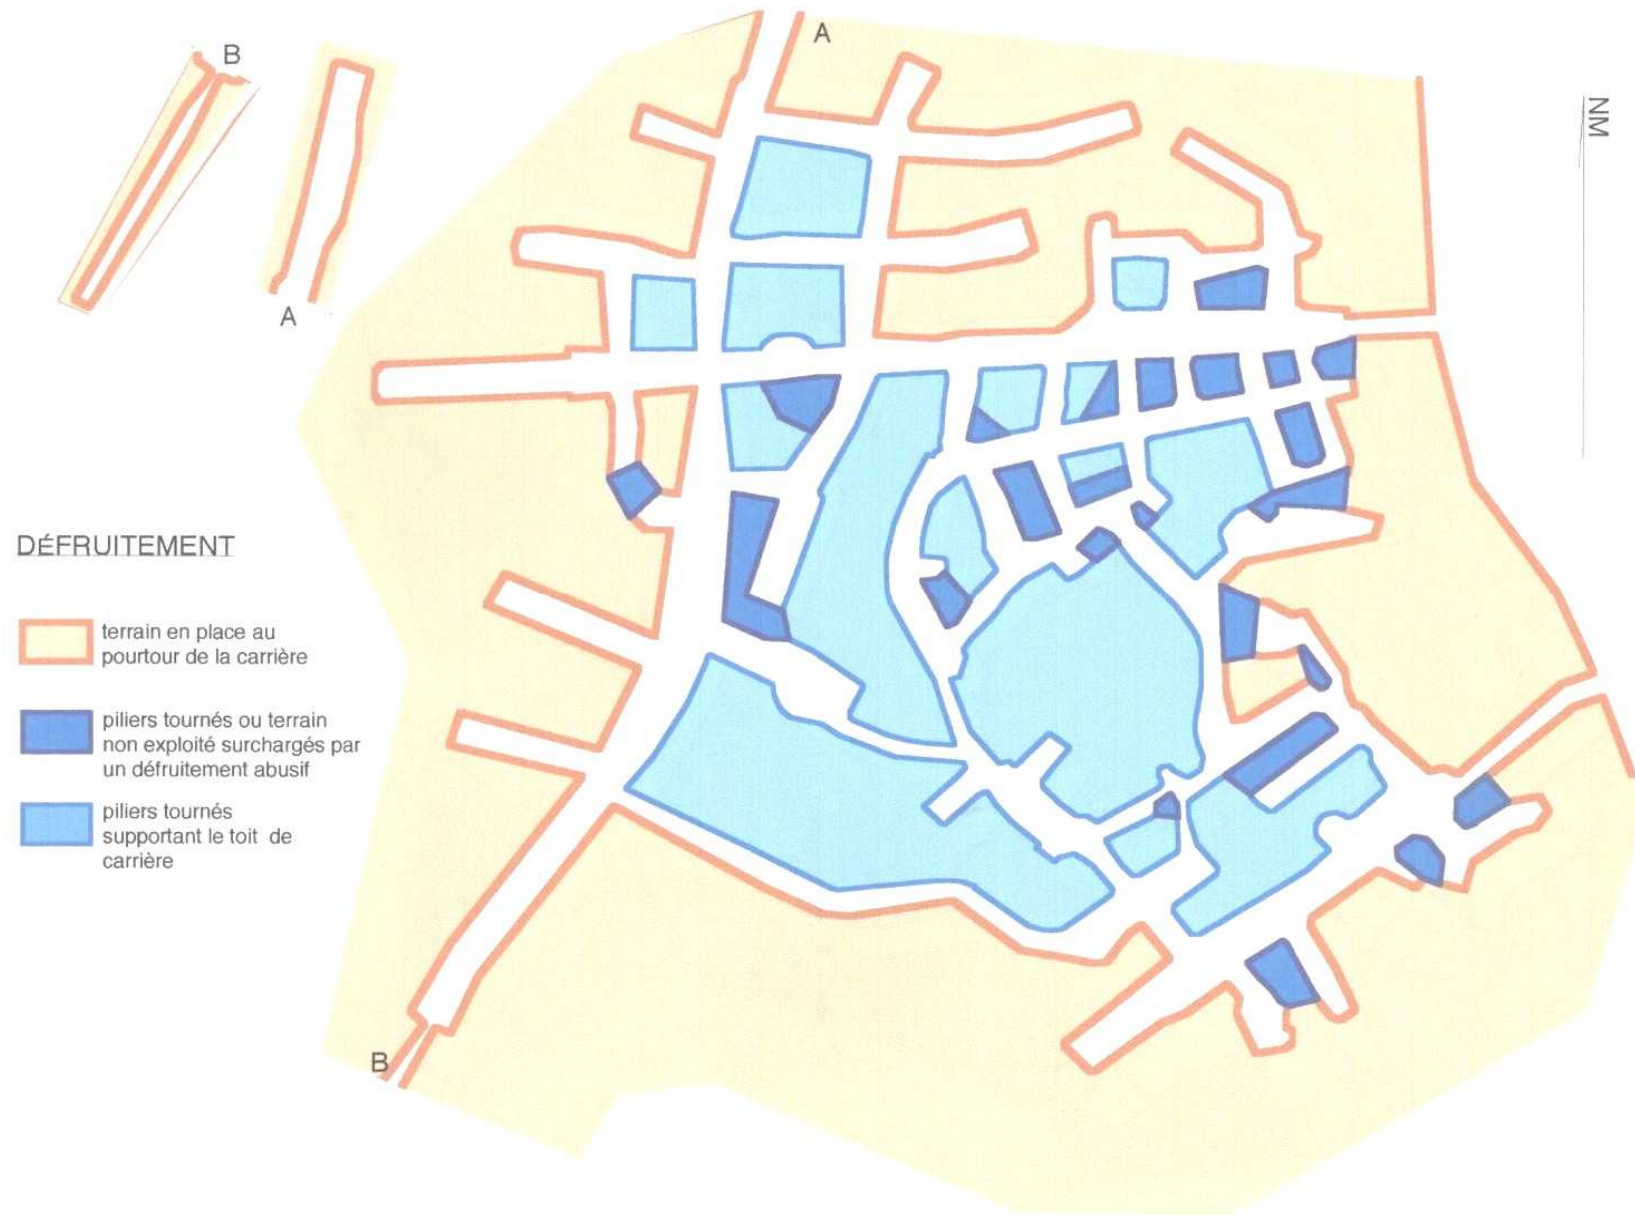 B
A
A
NM
DÉFRUITEMENT
terrain en place au
pourtour de la carrière
piliers tournés ou terrain
non exploité surchargés par
un défruitement abusif
piliers tournés
supportant le toit de
carrière
B